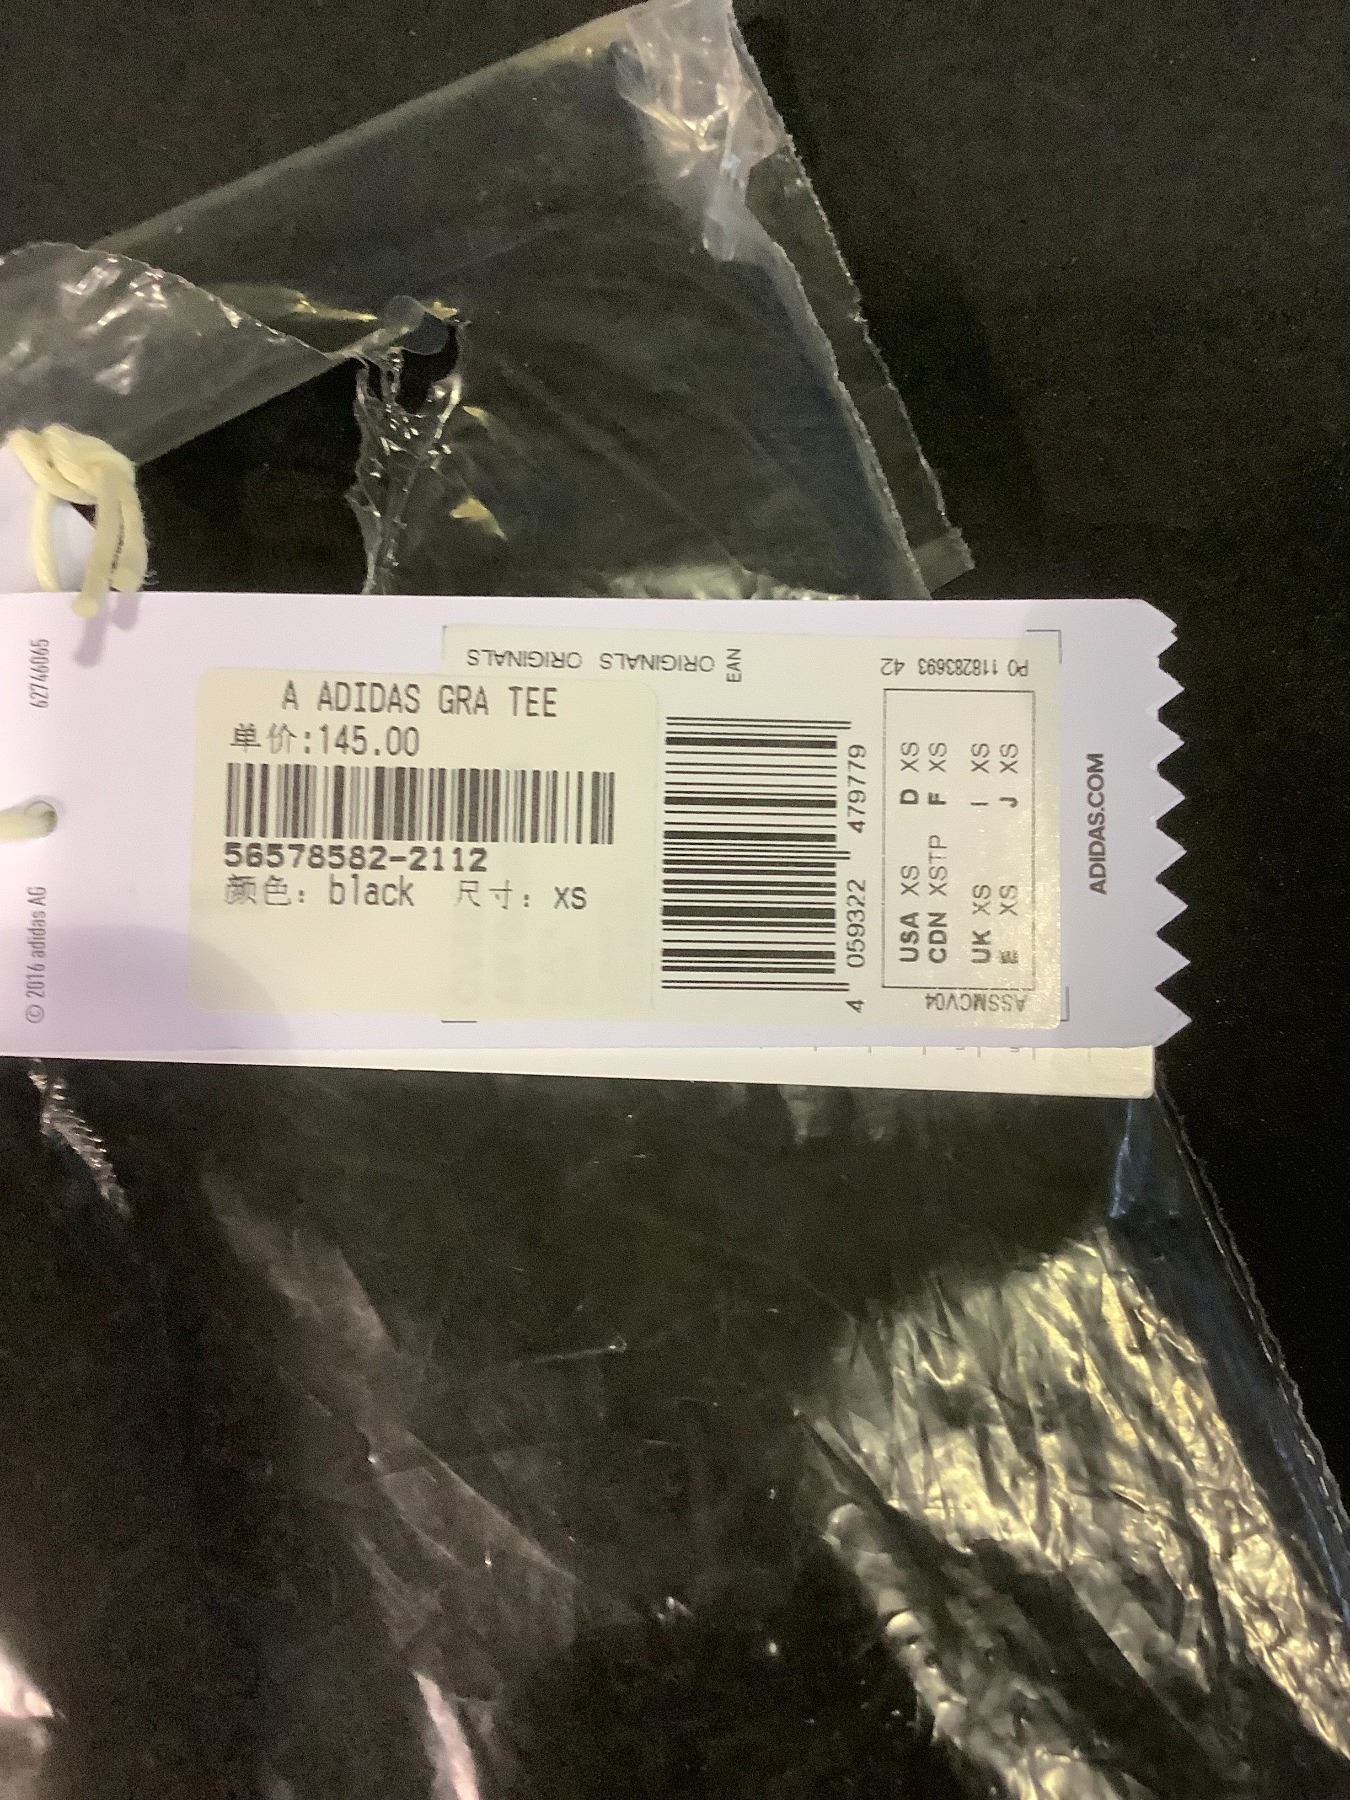 62746065
© 2016 adidas AG
A ADIDAS GRA TEE
单价:145.00
56578582-2112
颜色: black 尺寸: XS
ORIGINALS ORIGINALS
EAN
4 059322 479779
PO 118283693 42
USA XS D XS
CDN XSTP F XS
UK XS I XS
XS J XS
ASSMCV04
ADIDAS.COM